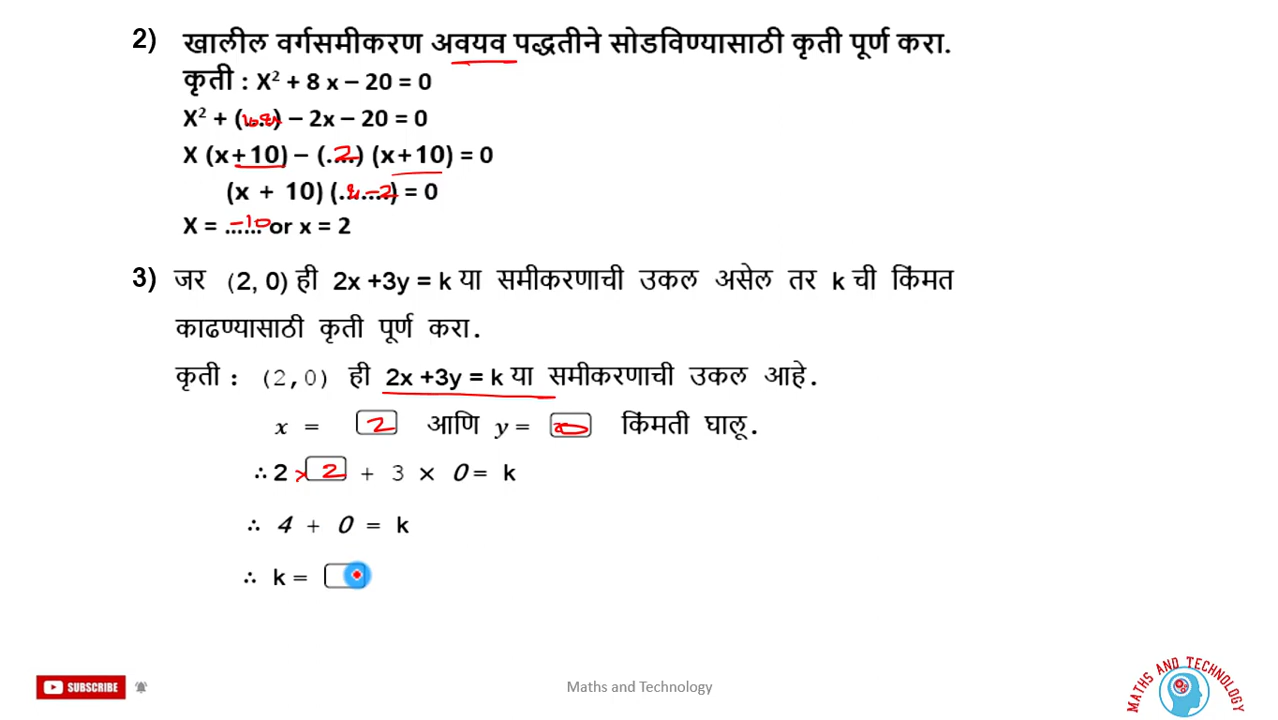 2) खालील वर्गसमीकरण अवयव पद्धतीने सोडविण्यासाठी कृती पूर्ण करा.
कृती : X² + 8 x – 20 = 0
X² + (10x) – 2x – 20 = 0
X (x+10) – (.2..) (x+10) = 0
(x + 10) (.x-2) = 0
X = -10 or x = 2
3) जर (2, 0) ही 2x +3y = k या समीकरणाची उकल असेल तर k ची किंमत
काढण्यासाठी कृती पूर्ण करा.
कृती : (2,0) ही 2x +3y = k या समीकरणाची उकल आहे.
x = 2 आणि y = 0 किंमती घालू.
∴ 2 × 2 + 3 × 0 = k
∴ 4 + 0 = k
∴ k =
SUBSCRIBE
Maths and Technology
MATHS AND TECHNOLOGY